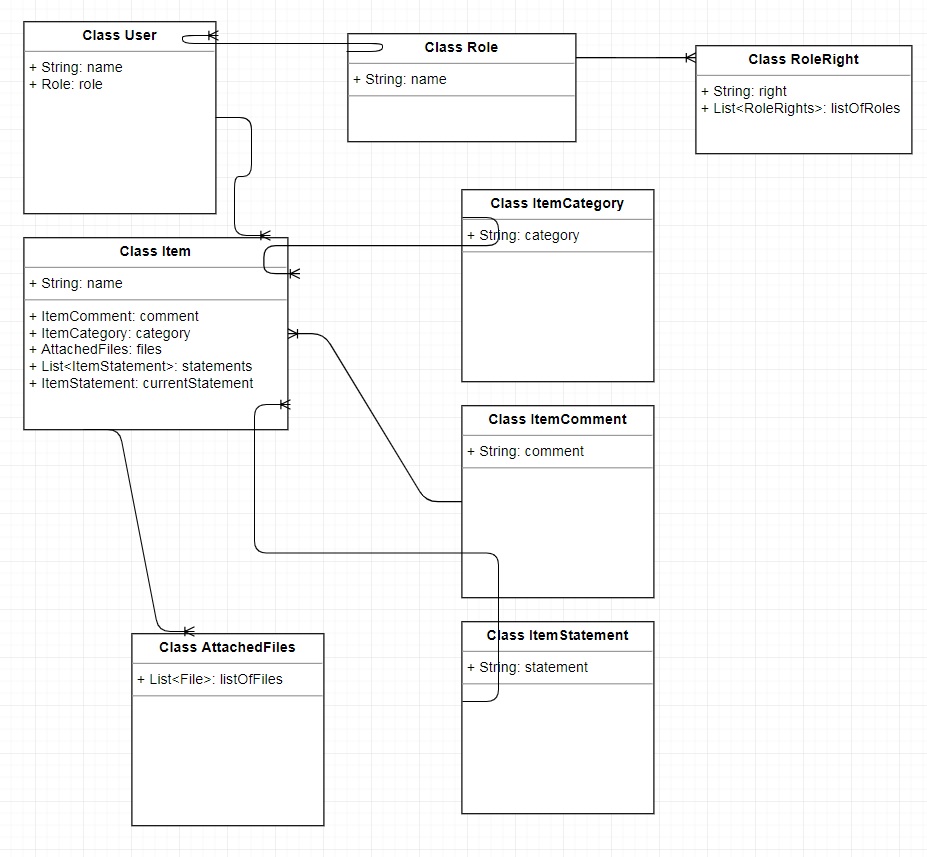 Class User
+ String: name
+ Role: role
Class Role
+ String: name
Class RoleRight
+ String: right
+ List<RoleRights>: listOfRoles
Class ItemCategory
+ String: category
Class Item
+ String: name
+ ItemComment: comment
+ ItemCategory: category
+ AttachedFiles: files
+ List<ItemStatement>: statements
+ ItemStatement: currentStatement
Class ItemComment
+ String: comment
Class AttachedFiles
+ List<File>: listOfFiles
Class ItemStatement
+ String: statement